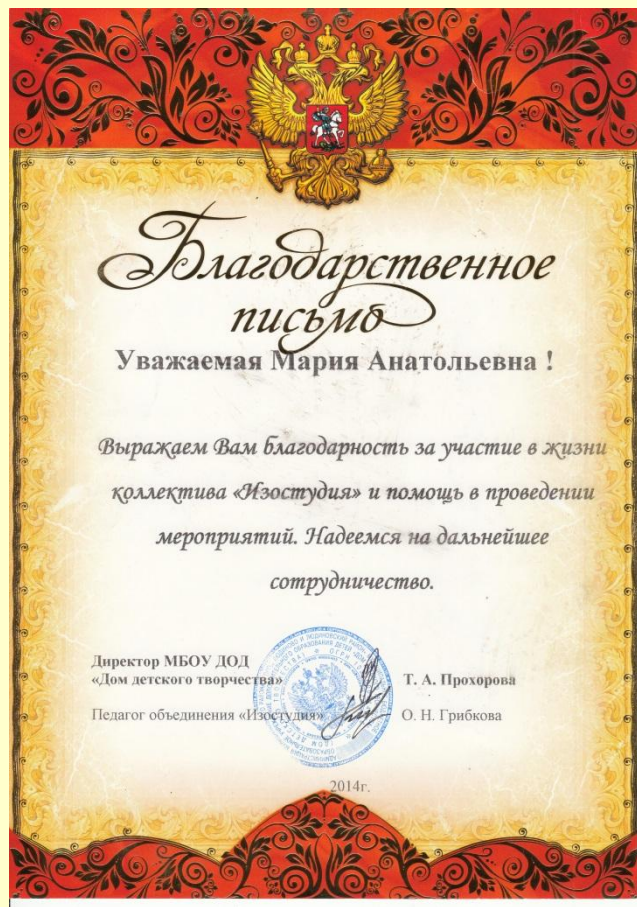 Благодарственное
письмо
Уважаемая Мария Анатольевна !
Выражаем Вам благодарность за участие в жизни
коллектива «Изостудия» и помощь в проведении
мероприятий. Надеемся на дальнейшее
сотрудничество.
Директор МБОУ ДОД
«Дом детского творчества» Т. А. Прохорова
Педагог объединения «Изостудия» О. Н. Грибкова
2014г.